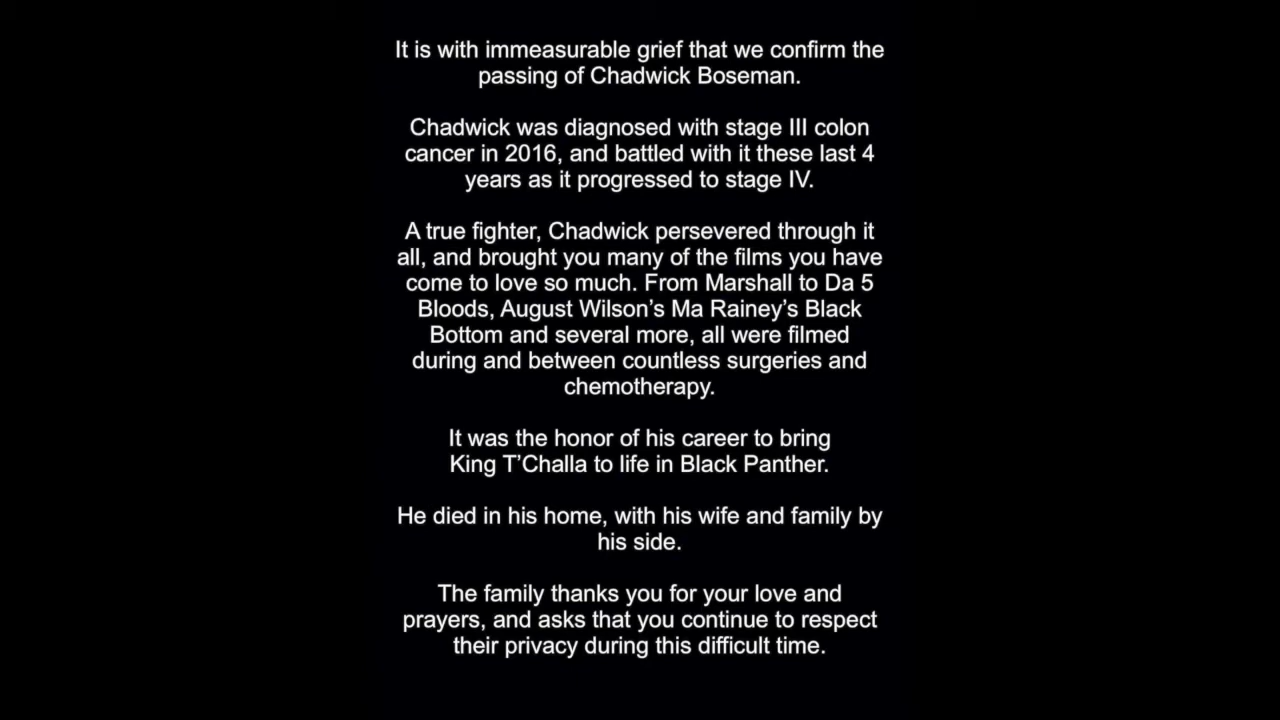 It is with immeasurable grief that we confirm the
passing of Chadwick Boseman.
Chadwick was diagnosed with stage III colon
cancer in 2016, and battled with it these last 4
years as it progressed to stage IV.
A true fighter, Chadwick persevered through it
all, and brought you many of the films you have
come to love so much. From Marshall to Da 5
Bloods, August Wilson’s Ma Rainey’s Black
Bottom and several more, all were filmed
during and between countless surgeries and
chemotherapy.
It was the honor of his career to bring
King T’Challa to life in Black Panther.
He died in his home, with his wife and family by
his side.
The family thanks you for your love and
prayers, and asks that you continue to respect
their privacy during this difficult time.